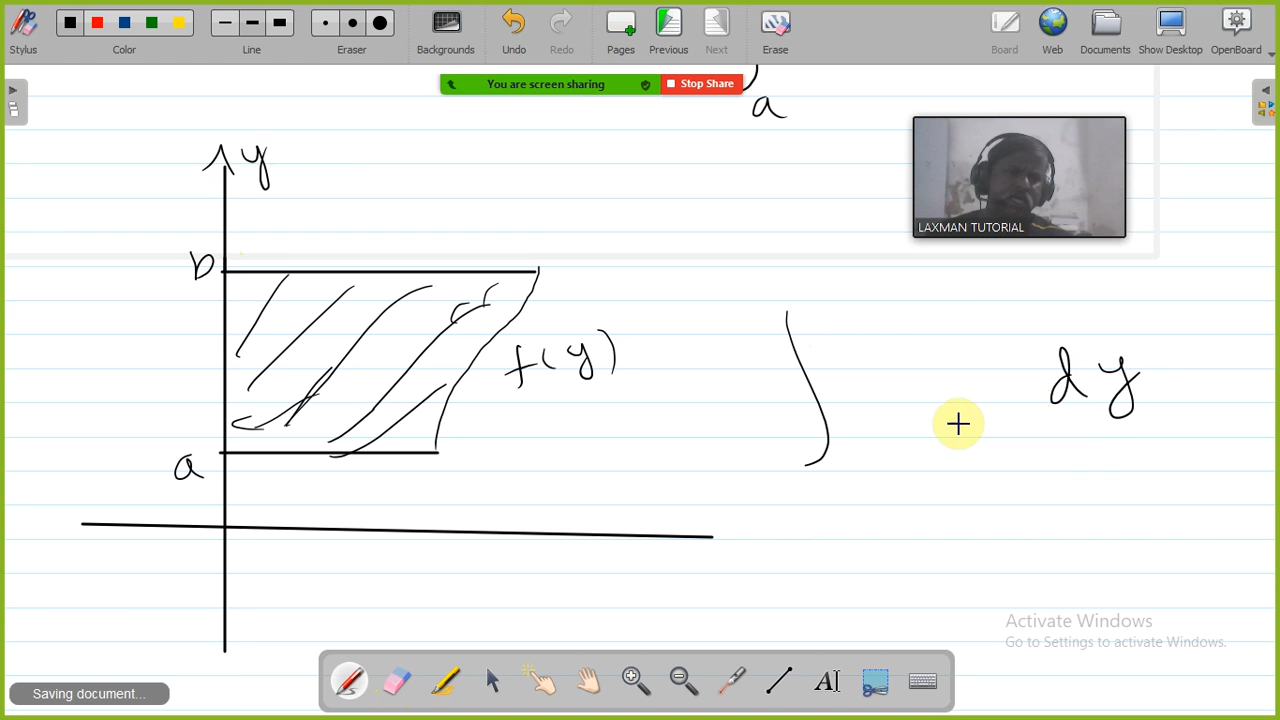 Stylus Color Line Eraser Backgrounds Undo Redo Pages Previous Next Erase Board Web Documents Show Desktop OpenBoard
You are screen sharing Stop Share
a
y
LAXMAN TUTORIAL
b
f(y) ∫ dy
a
Activate Windows
Go to Settings to activate Windows.
Saving document...